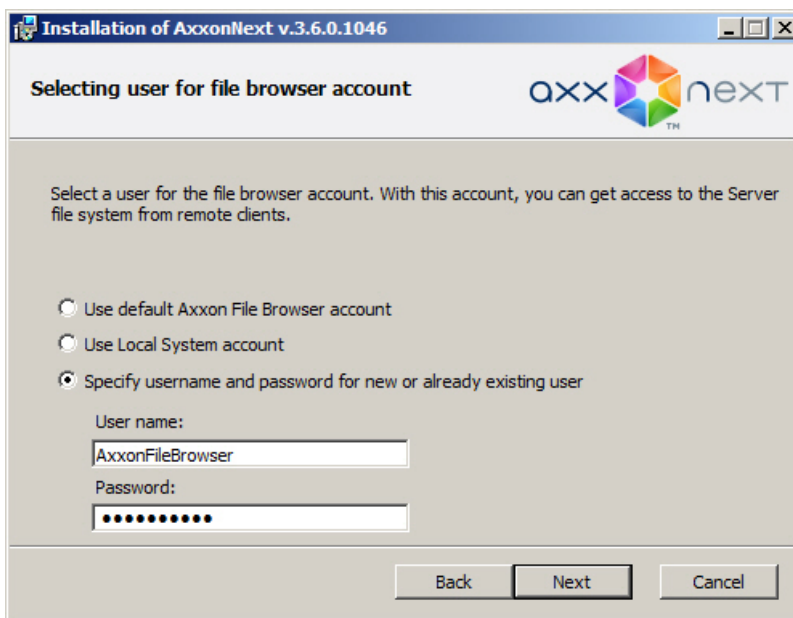 Installation of AxxonNext v.3.6.0.1046
Selecting user for file browser account
axx next
TM
Select a user for the file browser account. With this account, you can get access to the Server
file system from remote clients.
Use default Axxon File Browser account
Use Local System account
Specify username and password for new or already existing user
User name:
AxxonFileBrowser
Password:
••••••••••
Back Next Cancel